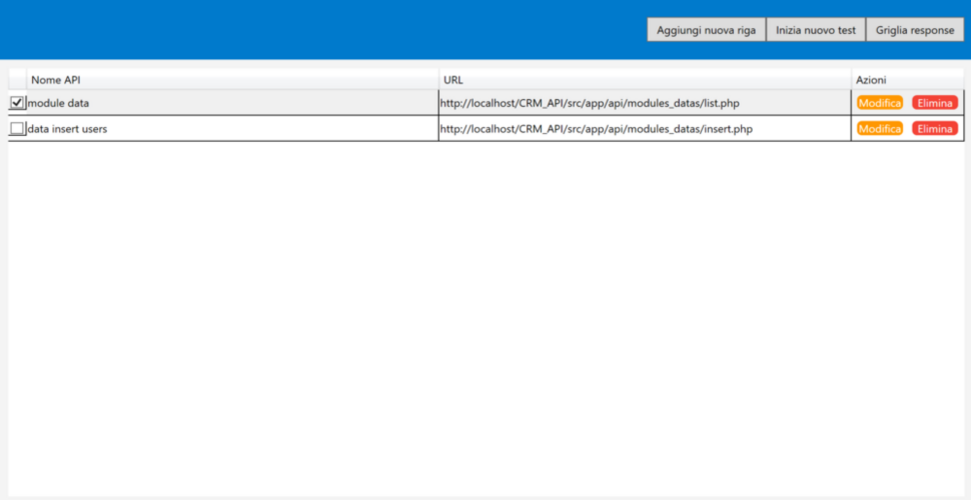 Aggiungi nuova riga Inizia nuovo test Griglia response
Nome API URL Azioni
module data http://localhost/CRM_API/src/app/api/modules_datas/list.php Modifica Elimina
data insert users http://localhost/CRM_API/src/app/api/modules_datas/insert.php Modifica Elimina